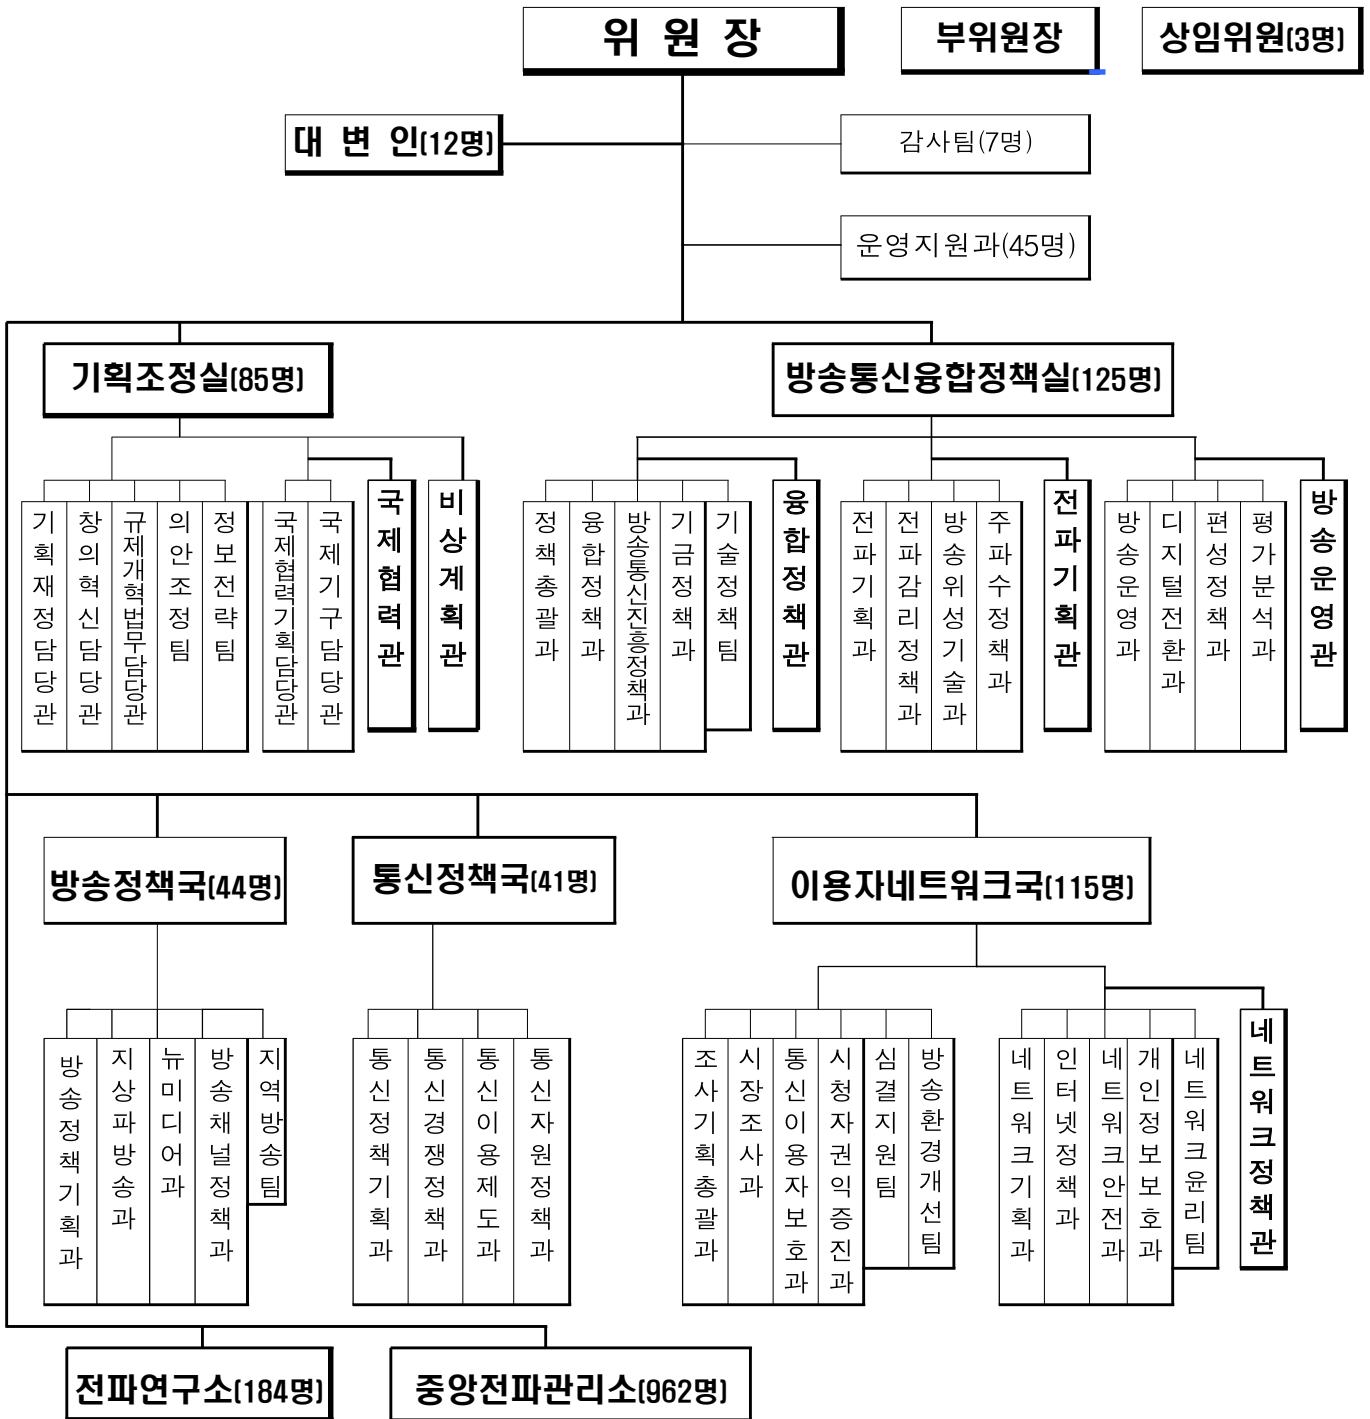 위 원 장
부위원장
상임위원(3명)
대 변 인(12명)
감사팀(7명)
운영지원과(45명)
기획조정실(85명)
방송통신융합정책실(125명)
기획재정담당관
창의혁신담당관
규제개혁법무담당관
의안조정팀
정보전략팀
국제협력기획담당관
국제기구담당관
국제협력관
비상계획관
정책총괄과
융합정책과
방송통신진흥정책과
기금정책과
기술정책팀
융합정책관
전파기획과
전파감리정책과
방송위성기술과
주파수정책과
전파기획관
방송운영과
디지털전환과
편성정책과
평가분석과
방송운영관
방송정책국(44명)
통신정책국(41명)
이용자네트워크국(115명)
방송정책기획과
지상파방송과
뉴미디어과
방송채널정책과
지역방송팀
통신정책기획과
통신경쟁정책과
통신이용제도과
통신자원정책과
조사기획총괄과
시장조사과
통신이용자보호과
시청자권익증진과
심결지원팀
방송환경개선팀
네트워크기획과
인터넷정책과
네트워크안전과
개인정보보호과
네트워크윤리팀
네트워크정책관
전파연구소(184명)
중앙전파관리소(962명)